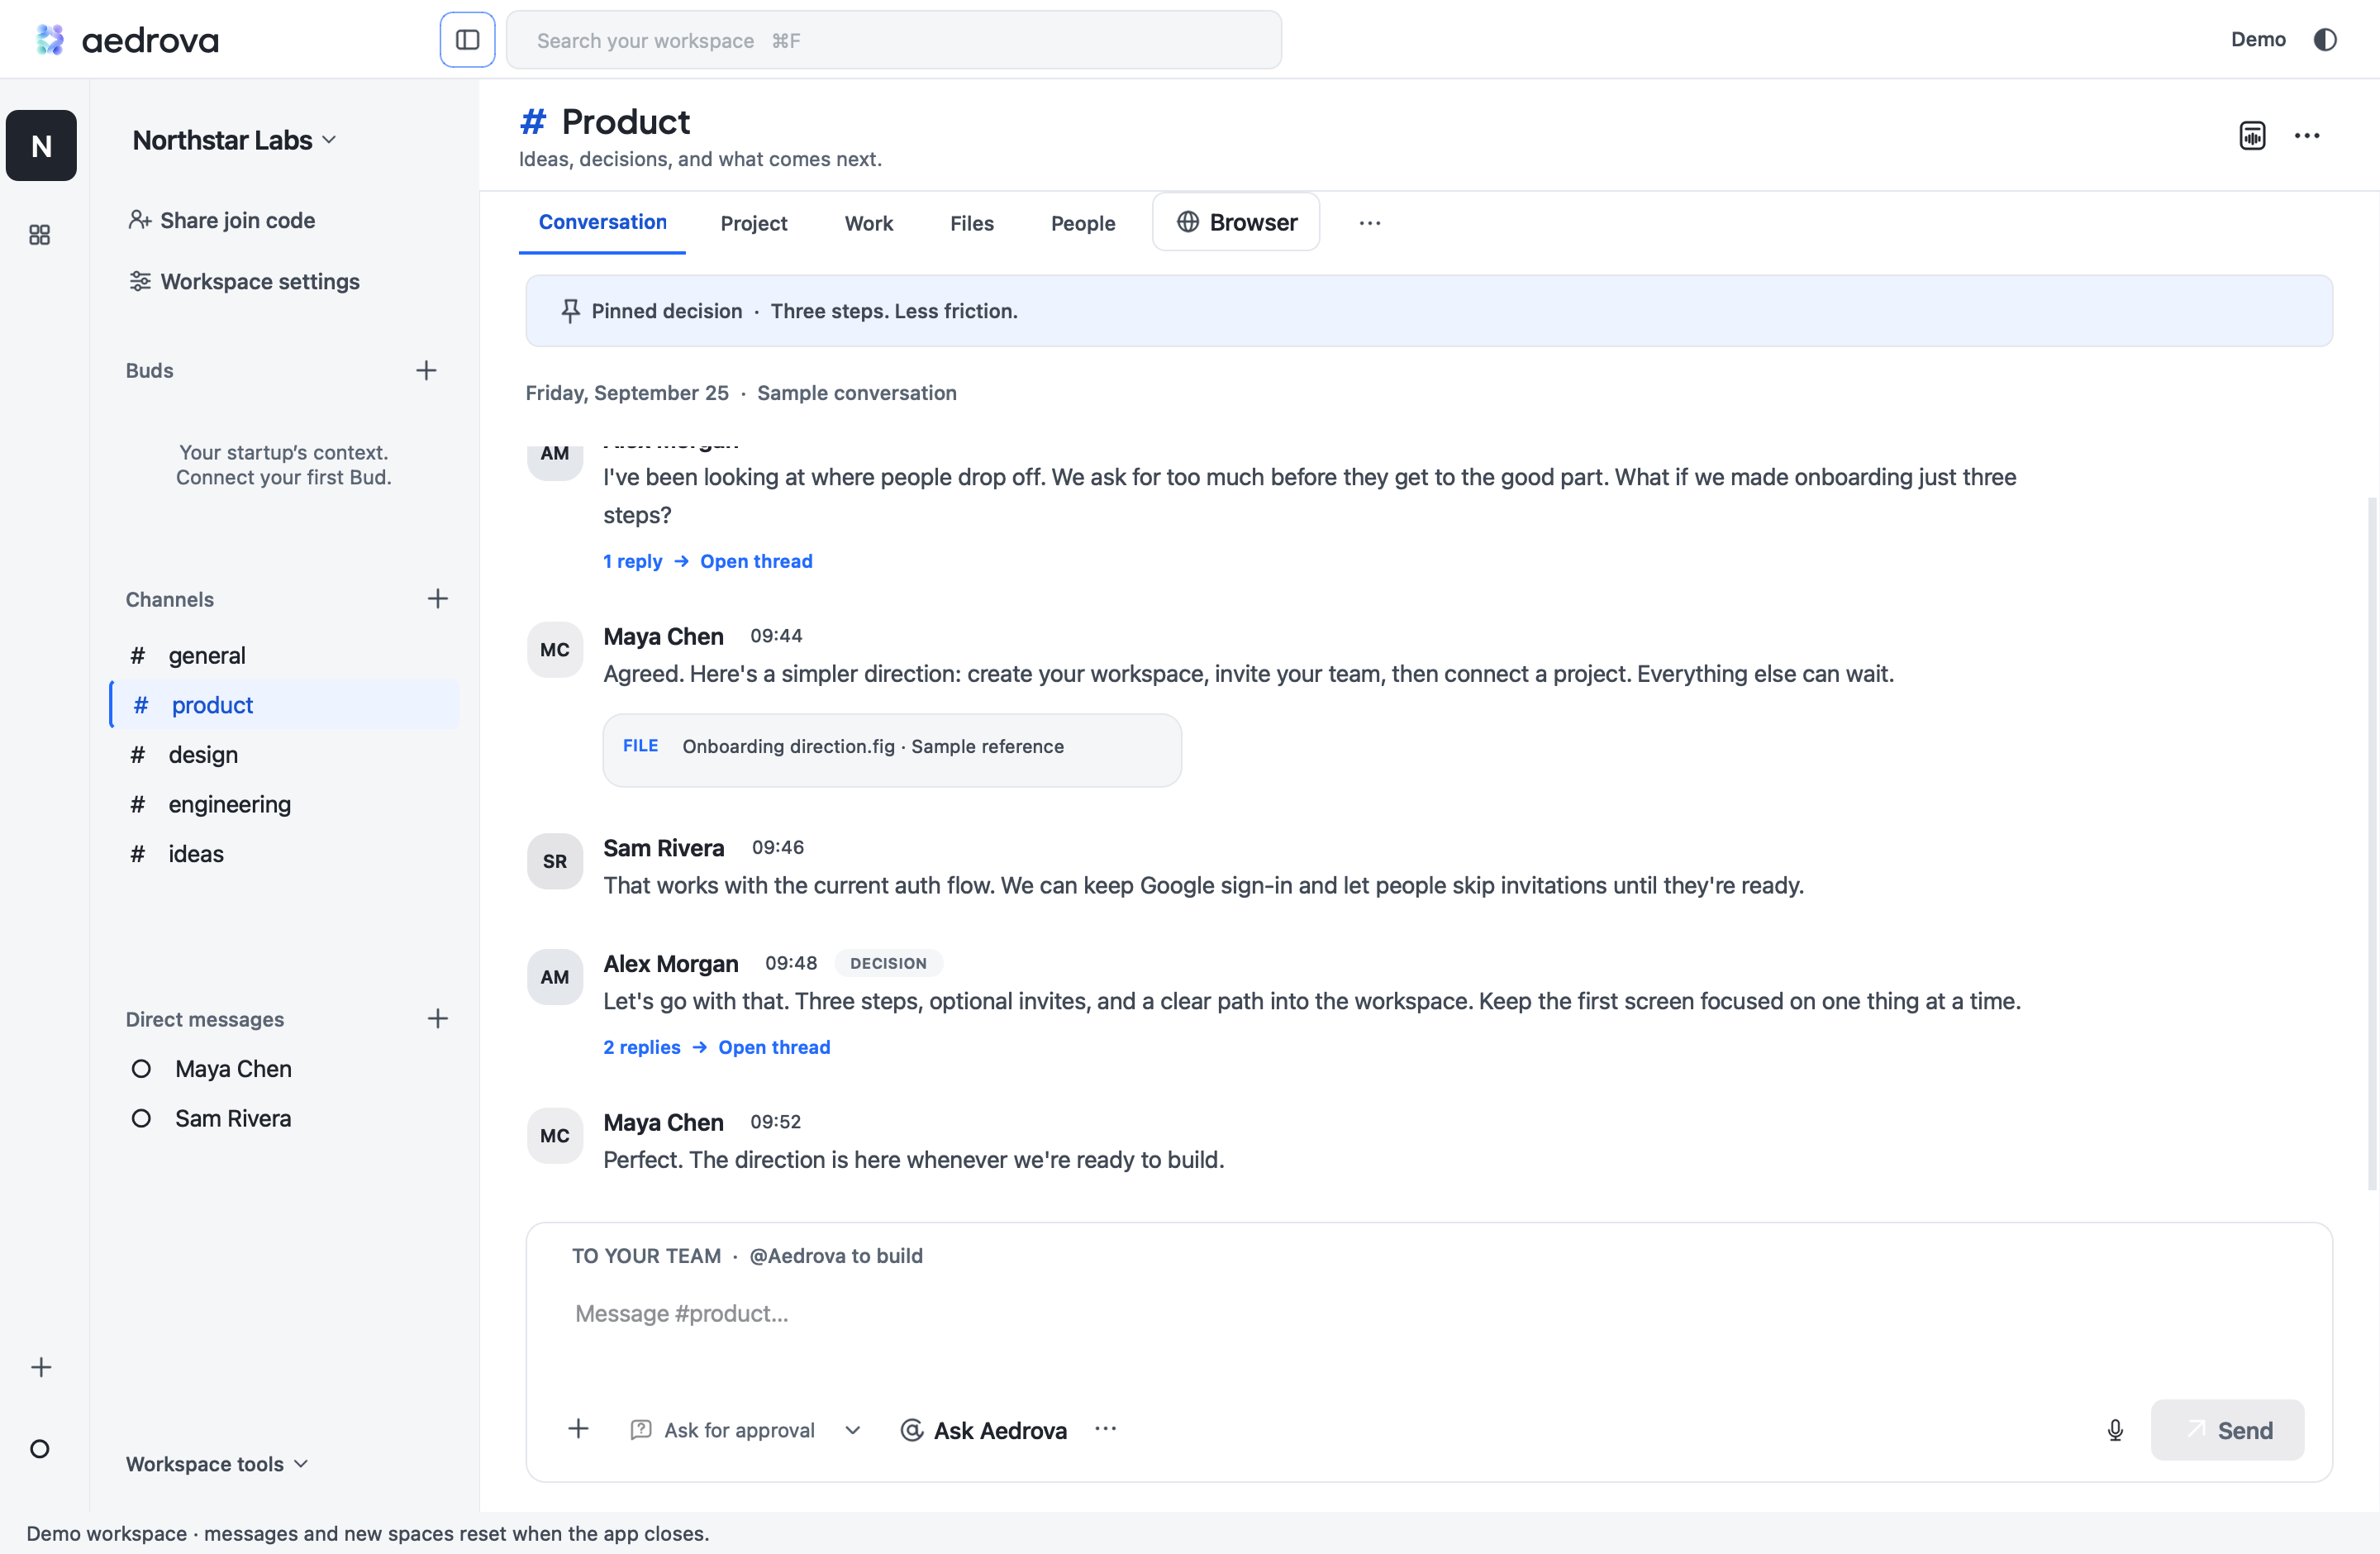 aedrova
Search your workspace ⌘F
Demo
N
Northstar Labs
Share join code
Workspace settings
Buds
Your startup’s context.
Connect your first Bud.
Channels
# general
# product
# design
# engineering
# ideas
Direct messages
Maya Chen
Sam Rivera
Workspace tools
# Product
Ideas, decisions, and what comes next.
Conversation
Project
Work
Files
People
Browser
Pinned decision · Three steps. Less friction.
Friday, September 25 · Sample conversation
AM
Alex Morgan
I've been looking at where people drop off. We ask for too much before they get to the good part. What if we made onboarding just three
steps?
1 reply → Open thread
MC
Maya Chen 09:44
Agreed. Here's a simpler direction: create your workspace, invite your team, then connect a project. Everything else can wait.
FILE Onboarding direction.fig · Sample reference
SR
Sam Rivera 09:46
That works with the current auth flow. We can keep Google sign-in and let people skip invitations until they're ready.
AM
Alex Morgan 09:48 DECISION
Let's go with that. Three steps, optional invites, and a clear path into the workspace. Keep the first screen focused on one thing at a time.
2 replies → Open thread
MC
Maya Chen 09:52
Perfect. The direction is here whenever we're ready to build.
TO YOUR TEAM · @Aedrova to build
Message #product...
Ask for approval
Ask Aedrova
Send
Demo workspace · messages and new spaces reset when the app closes.